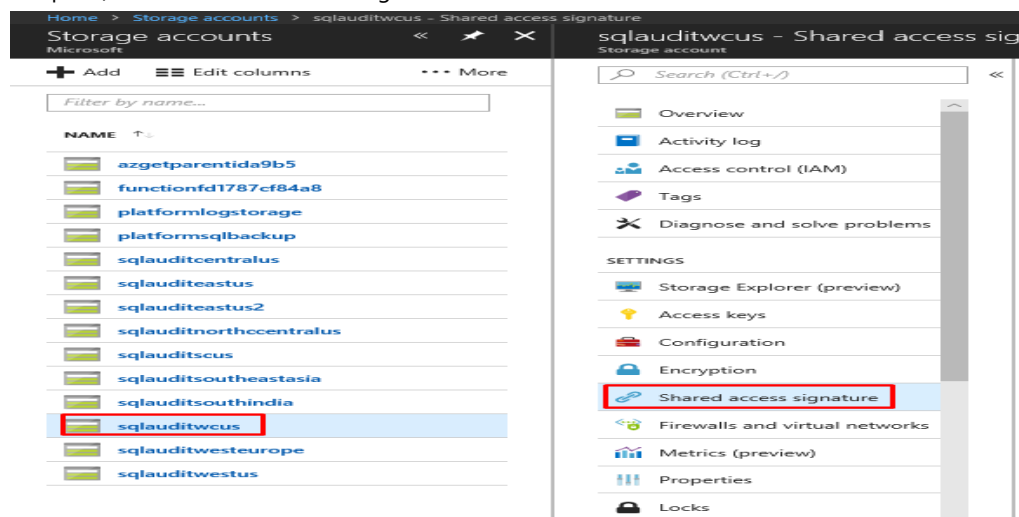 Home > Storage accounts > sqlauditwcus - Shared access signature
Storage accounts
Microsoft
Add Edit columns ••• More
Filter by name...
NAME
azgetparentida9b5
functionfd1787cf84a8
platformlogstorage
platformsqlbackup
sqlauditcentralus
sqlauditeastus
sqlauditeastus2
sqlauditnorthccentralus
sqlauditscus
sqlauditsoutheastasia
sqlauditsouthindia
sqlauditwcus
sqlauditwesteurope
sqlauditwestus
sqlauditwcus - Shared access sig
Storage account
Search (Ctrl+/)
Overview
Activity log
Access control (IAM)
Tags
Diagnose and solve problems
SETTINGS
Storage Explorer (preview)
Access keys
Configuration
Encryption
Shared access signature
Firewalls and virtual networks
Metrics (preview)
Properties
Locks